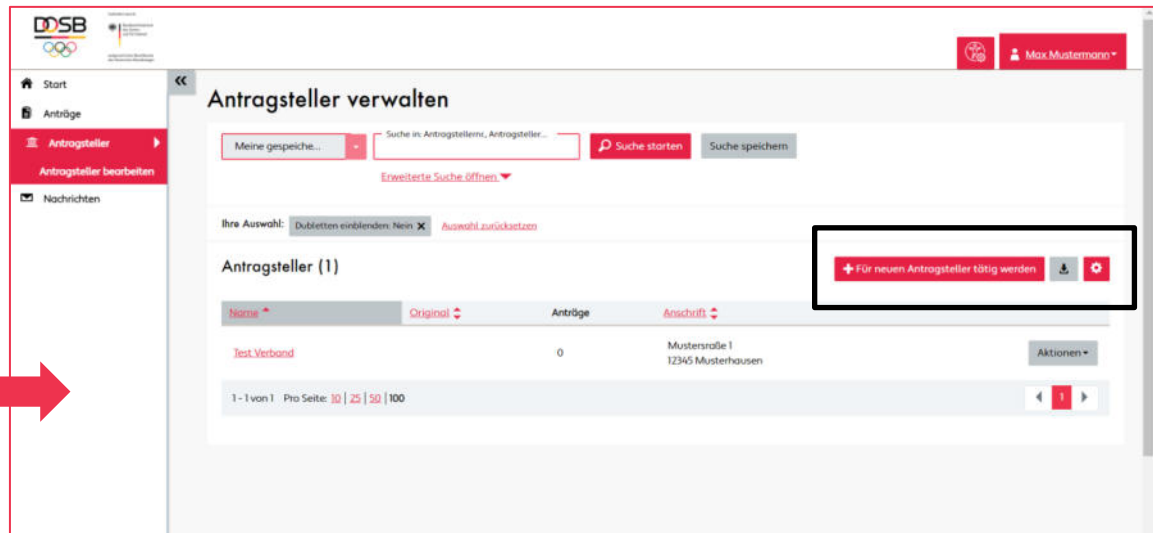 DOSB
Max Mustermann
Start
Anträge
Antragsteller
Antragsteller bearbeiten
Nachrichten
Antragsteller verwalten
Meine gespeiche...
Suche in: Antragstellernr., Antragsteller...
Suche starten
Suche speichern
Erweiterte Suche öffnen
Ihre Auswahl: Dubletten einblenden: Nein X Auswahl zurücksetzen
Antragsteller (1)
+ Für neuen Antragsteller tätig werden
Name Original Anträge Anschrift
Test Verband 0 Mustersraße 1
12345 Musterhausen
Aktionen
1 - 1 von 1 Pro Seite: 10 | 25 | 50 | 100
1